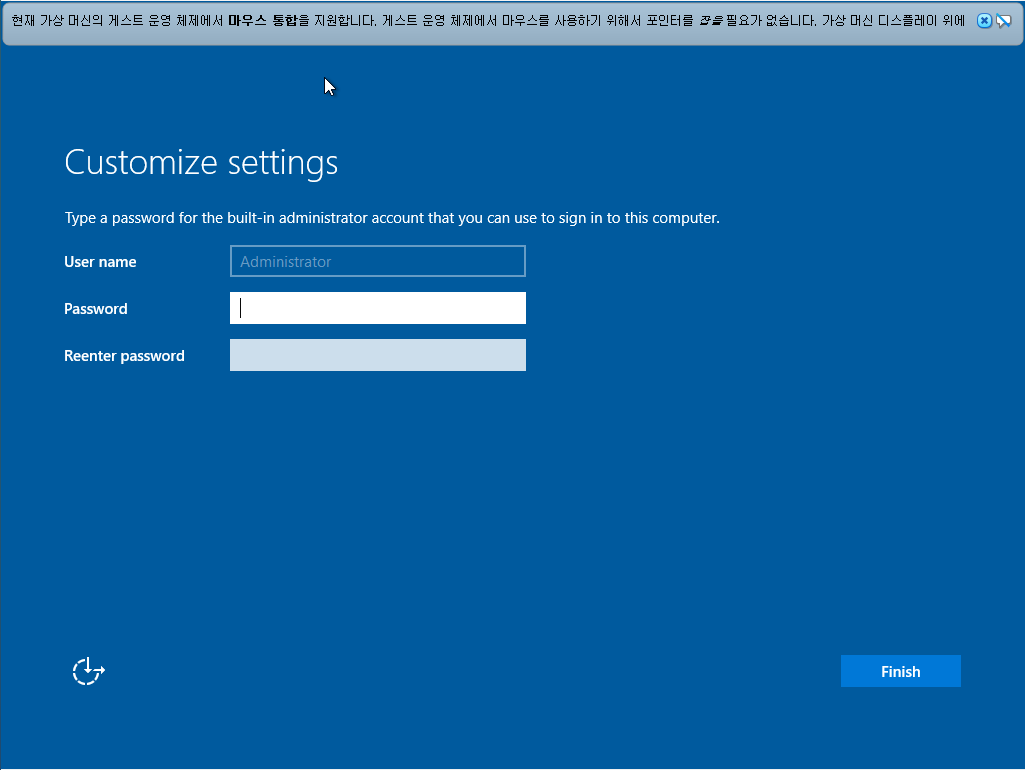 현재 가상 머신의 게스트 운영 체제에서 마우스 통합을 지원합니다. 게스트 운영 체제에서 마우스를 사용하기 위해서 포인터를 잡을 필요가 없습니다. 가상 머신 디스플레이 위에
Customize settings
Type a password for the built-in administrator account that you can use to sign in to this computer.
User name
Administrator
Password
Reenter password
Finish